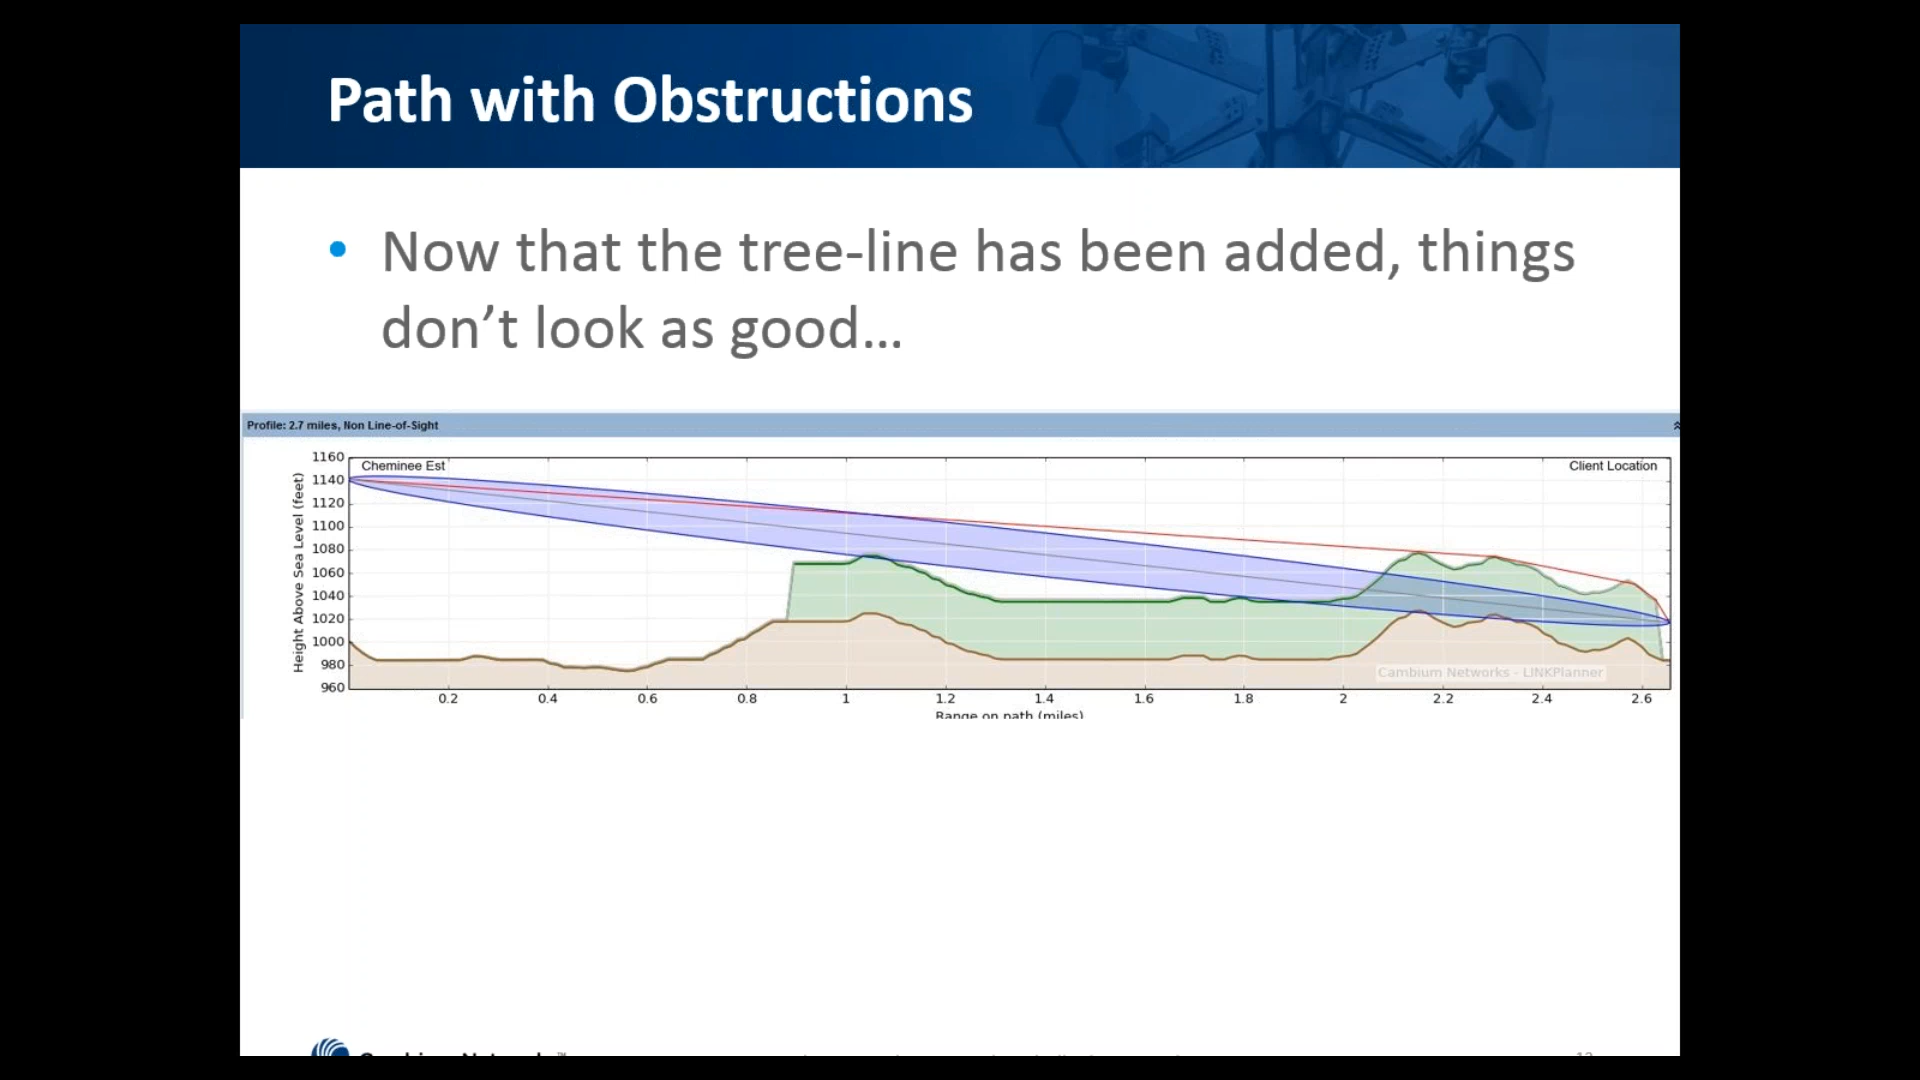 Path with Obstructions
• Now that the tree-line has been added, things
don’t look as good…
Profile: 2.7 miles, Non Line-of-Sight
Height Above Sea Level (feet)
1160
1140
1120
1100
1080
1060
1040
1020
1000
980
960
Cheminee Est
Client Location
Cambium Networks - LINKPlanner
0.2 0.4 0.6 0.8 1 1.2 1.4 1.6 1.8 2 2.2 2.4 2.6
Range on path (miles)